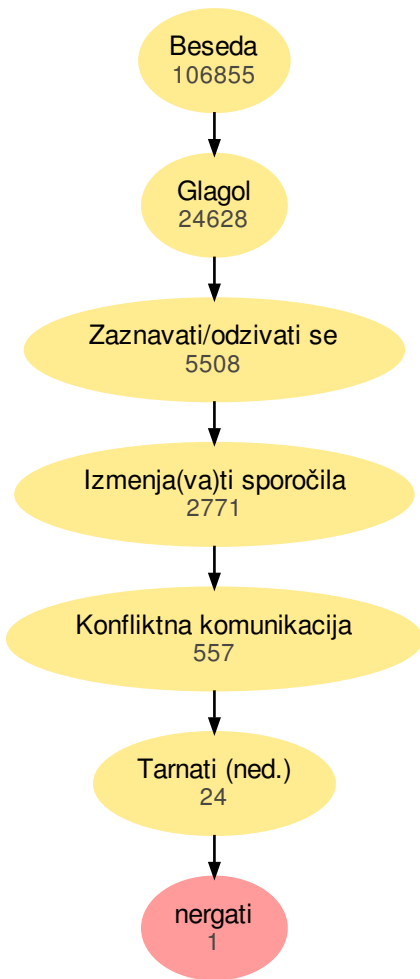 Beseda
106855
Glagol
24628
Zaznavati/odzivati se
5508
Izmenja(va)ti sporočila
2771
Konfliktna komunikacija
557
Tarnati (ned.)
24
nergati
1